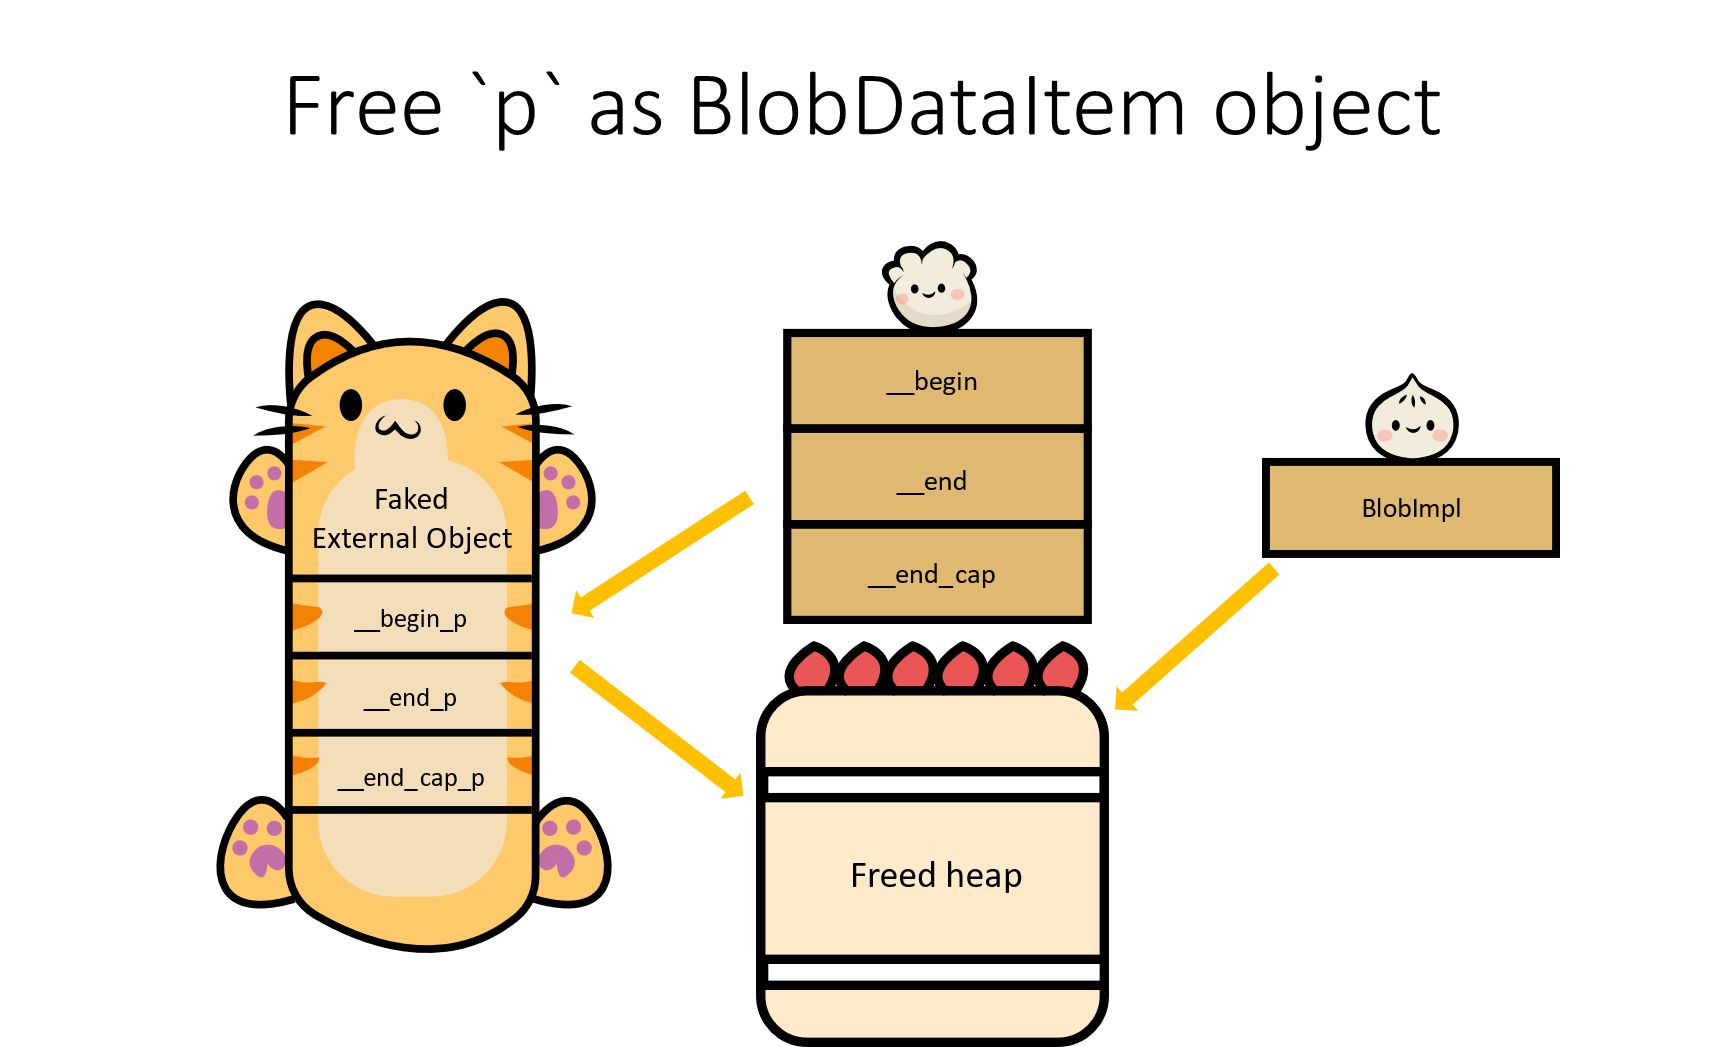 Free `p` as BlobDataItem object
Faked
External Object
__begin_p
__end_p
__end_cap_p
__begin
__end
__end_cap
Freed heap
BlobImpl